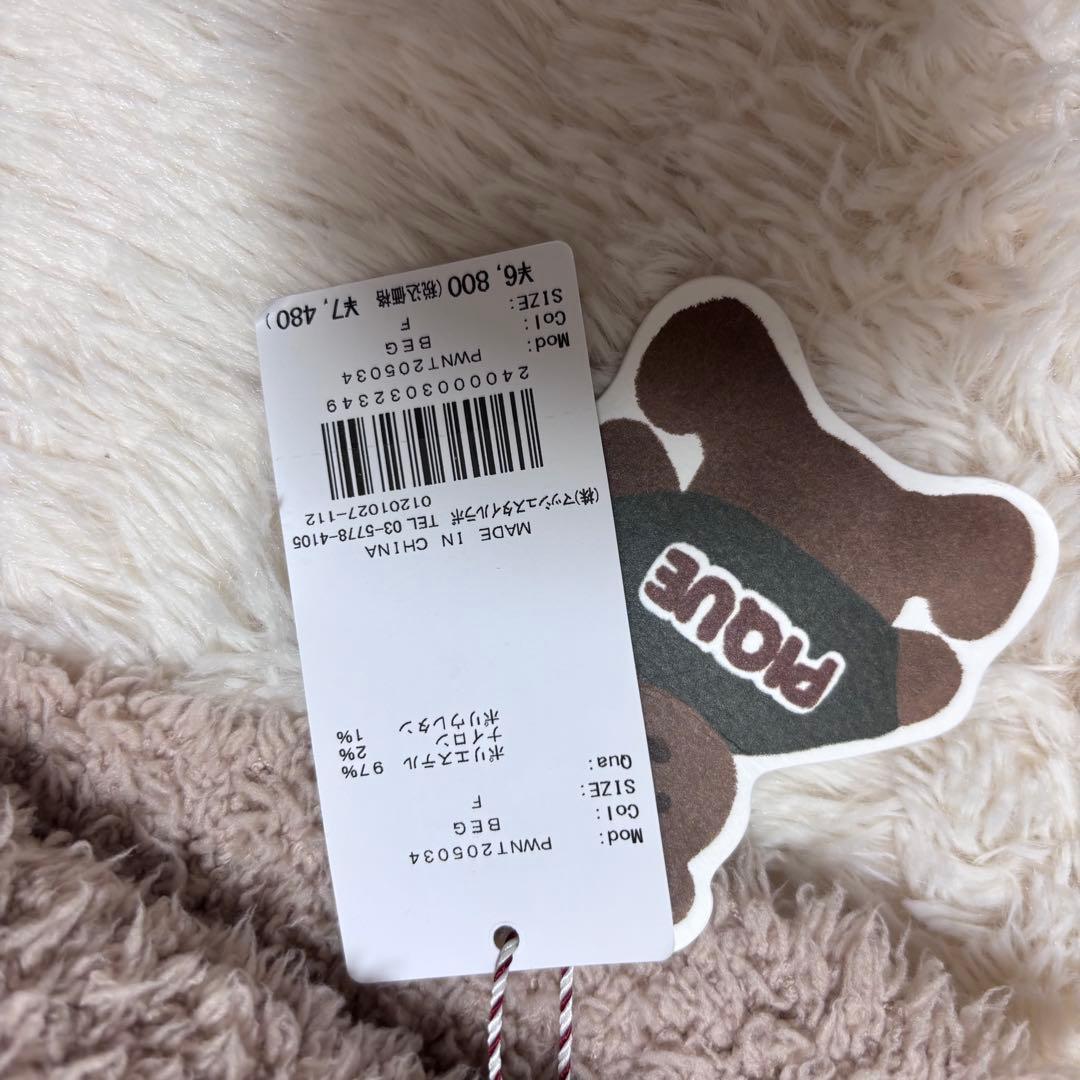 Mod: PWNT205034
Col: BEG
SIZE: F
Qua: ポリエステル 97%
ナイロン 2%
ポリウレタン 1%
MADE IN CHINA
(株)マッシュスタイルラボ TEL 03-5778-4105
01201027-112
2400003032349
Mod: PWNT205034
Col: BEG
SIZE: F
¥6,800(税込価格 ¥7,480)
PIQUE